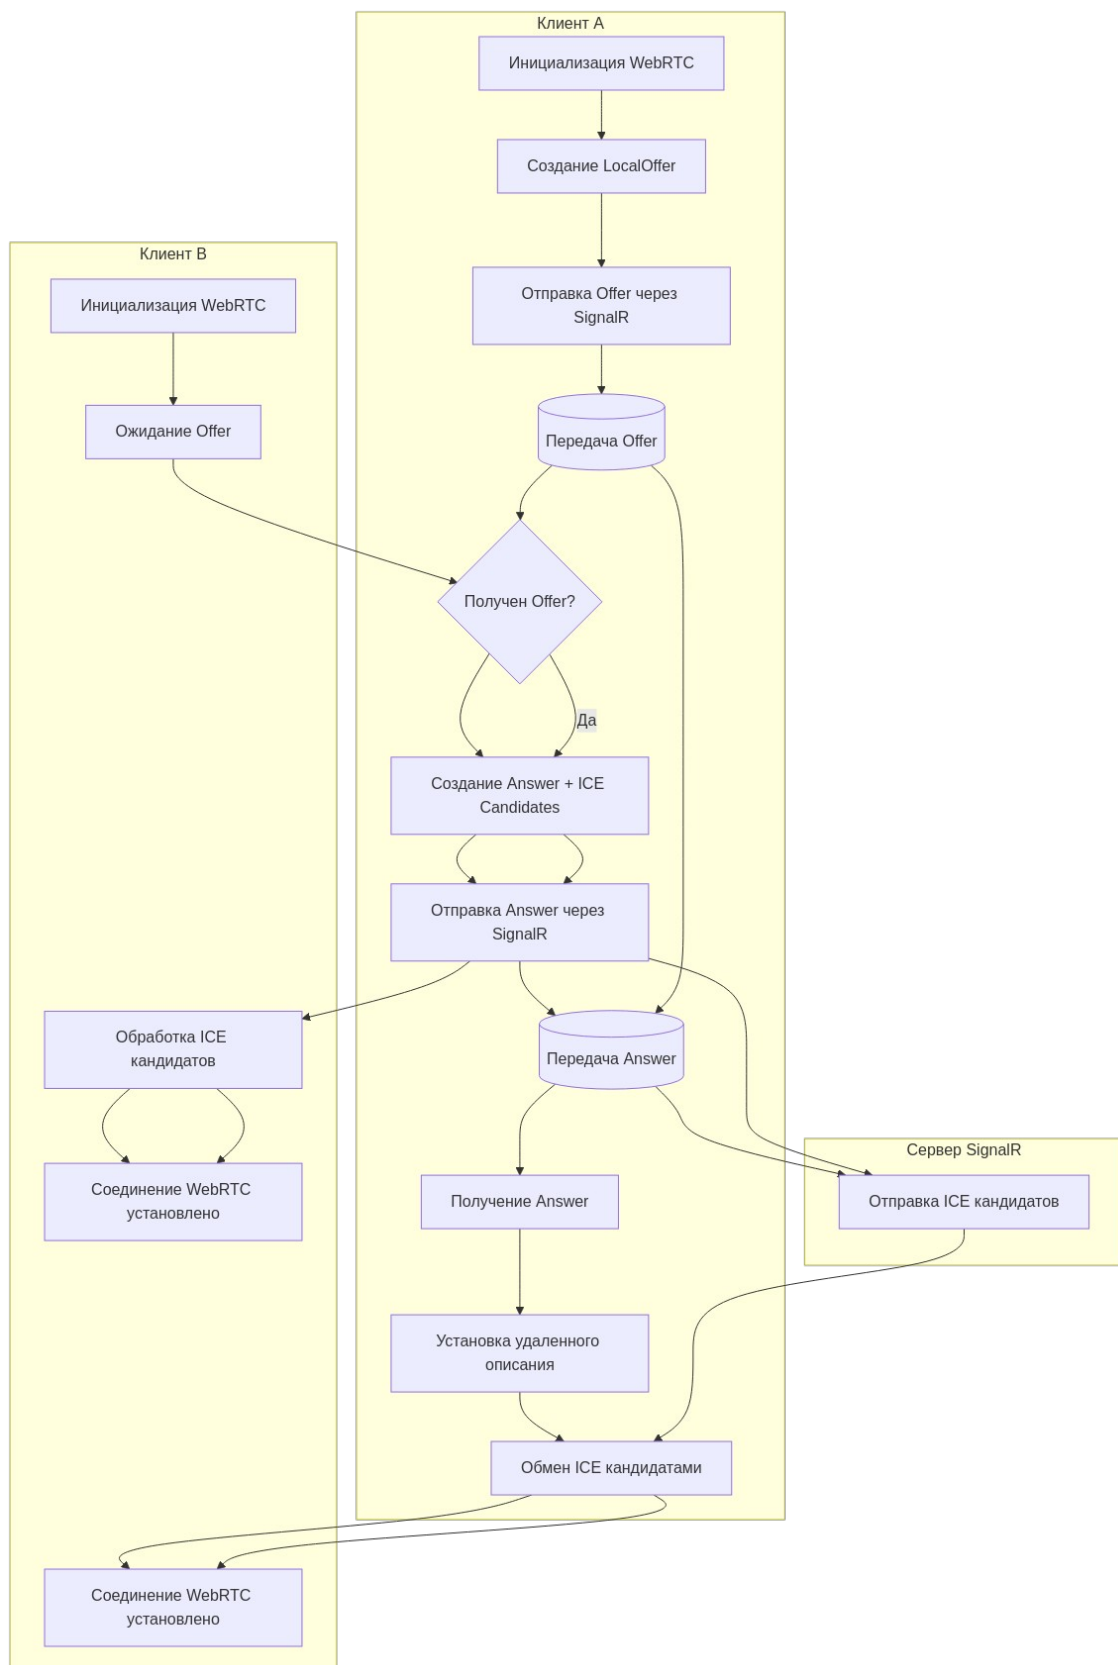 Клиент A
Инициализация WebRTC
Создание LocalOffer
Клиент B
Инициализация WebRTC
Отправка Offer через
SignalR
Ожидание Offer
Передача Offer
Получен Offer?
Да
Создание Answer + ICE
Candidates
Отправка Answer через
SignalR
Обработка ICE
кандидатов
Передача Answer
Сервер SignalR
Соединение WebRTC
установлено
Получение Answer
Отправка ICE кандидатов
Установка удаленного
описания
Обмен ICE кандидатами
Соединение WebRTC
установлено